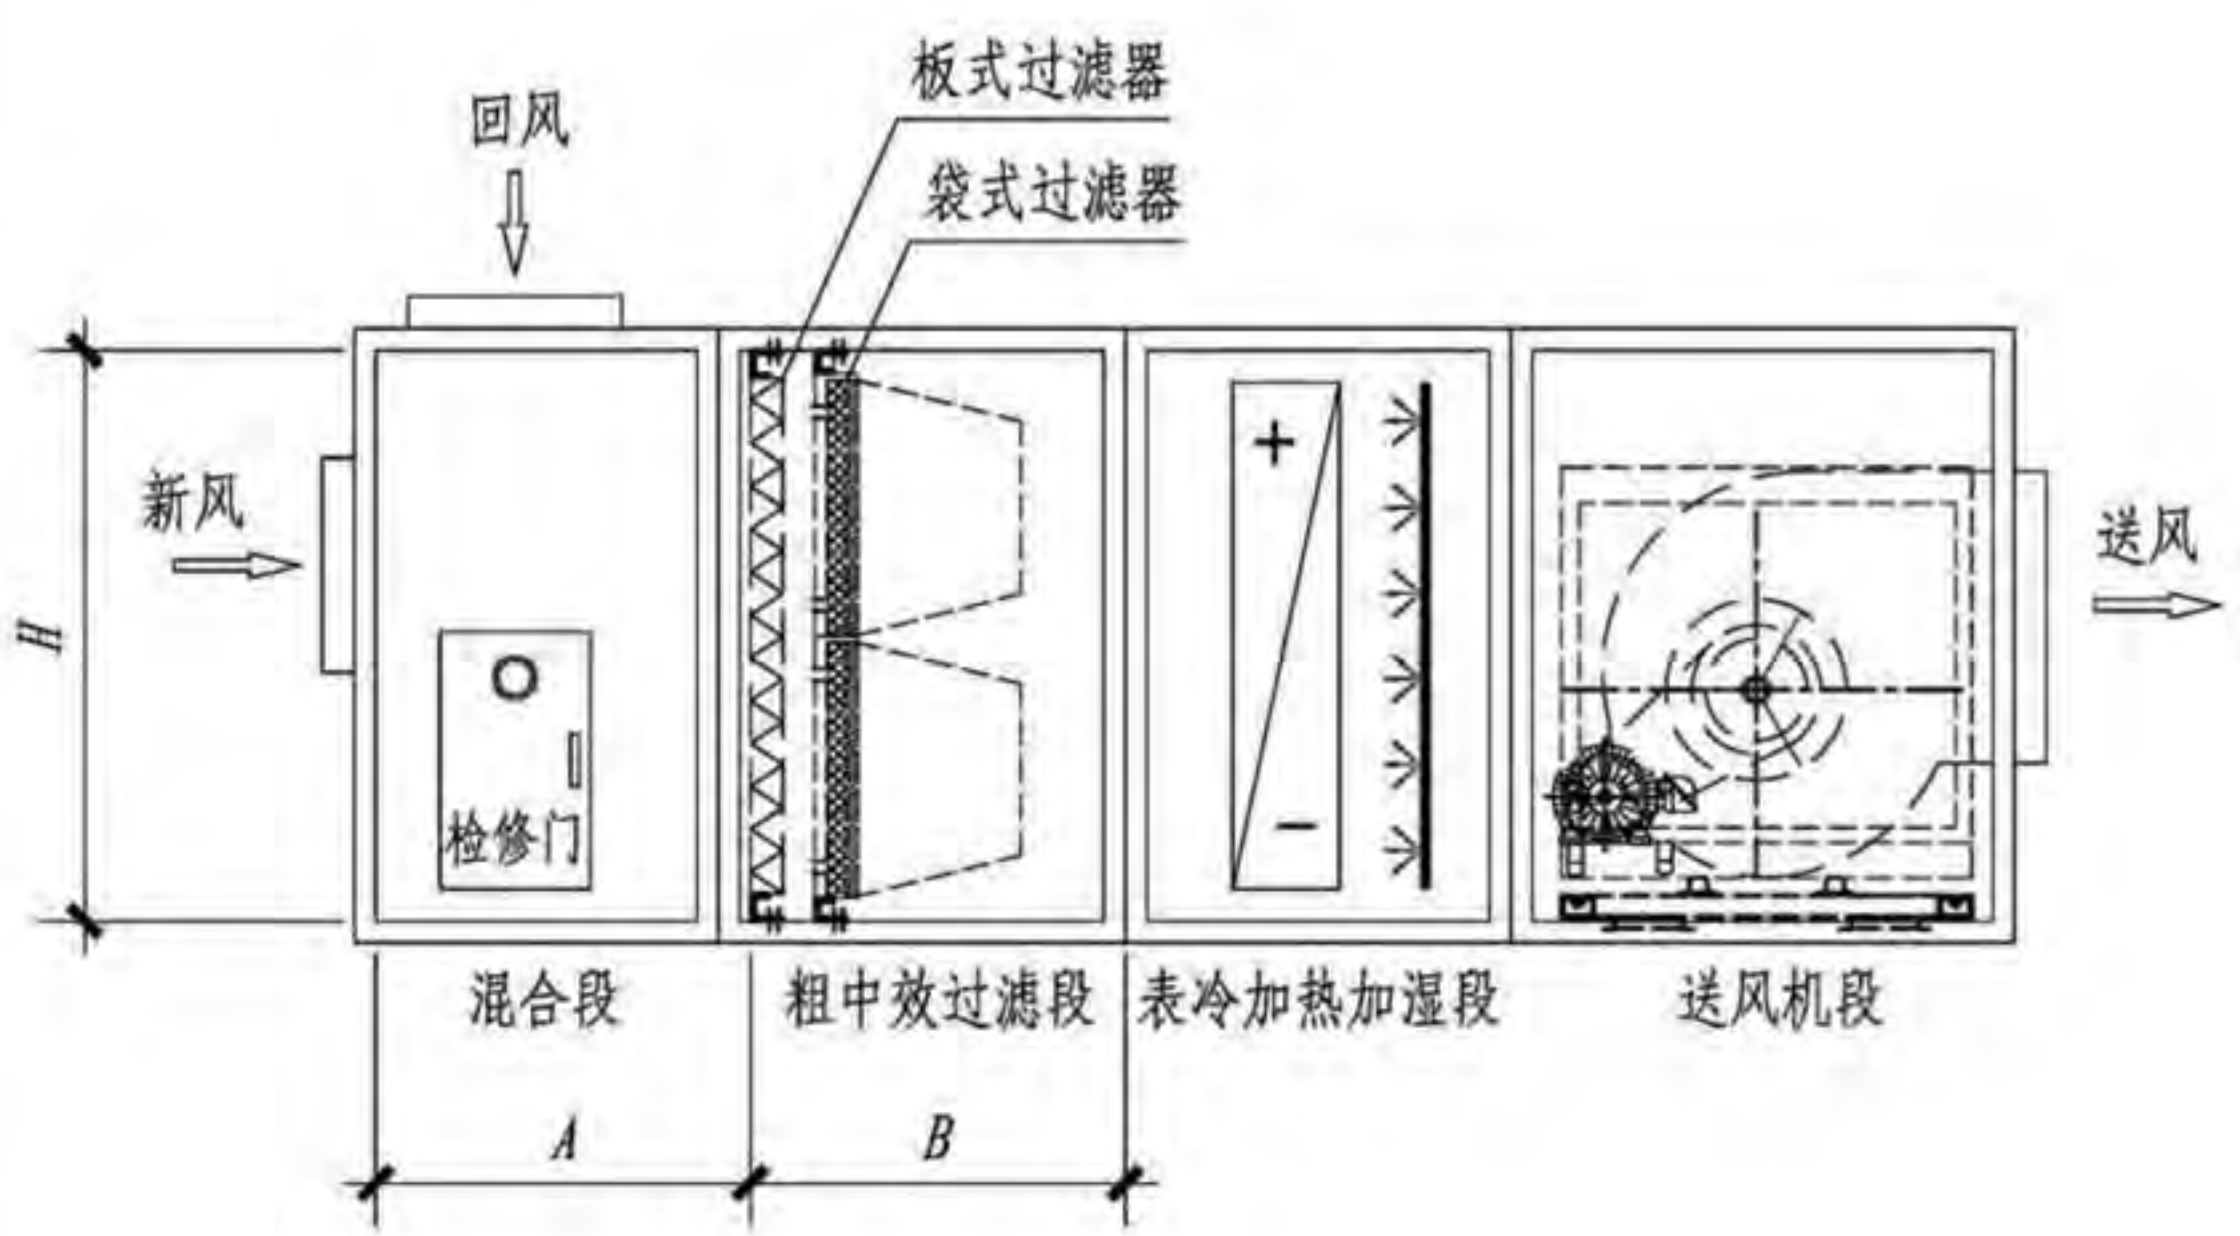 板式过滤器
回风
袋式过滤器
新风
送风
H
+
−
检修门
混合段
粗中效过滤段
表冷加热加湿段
送风机段
A
B